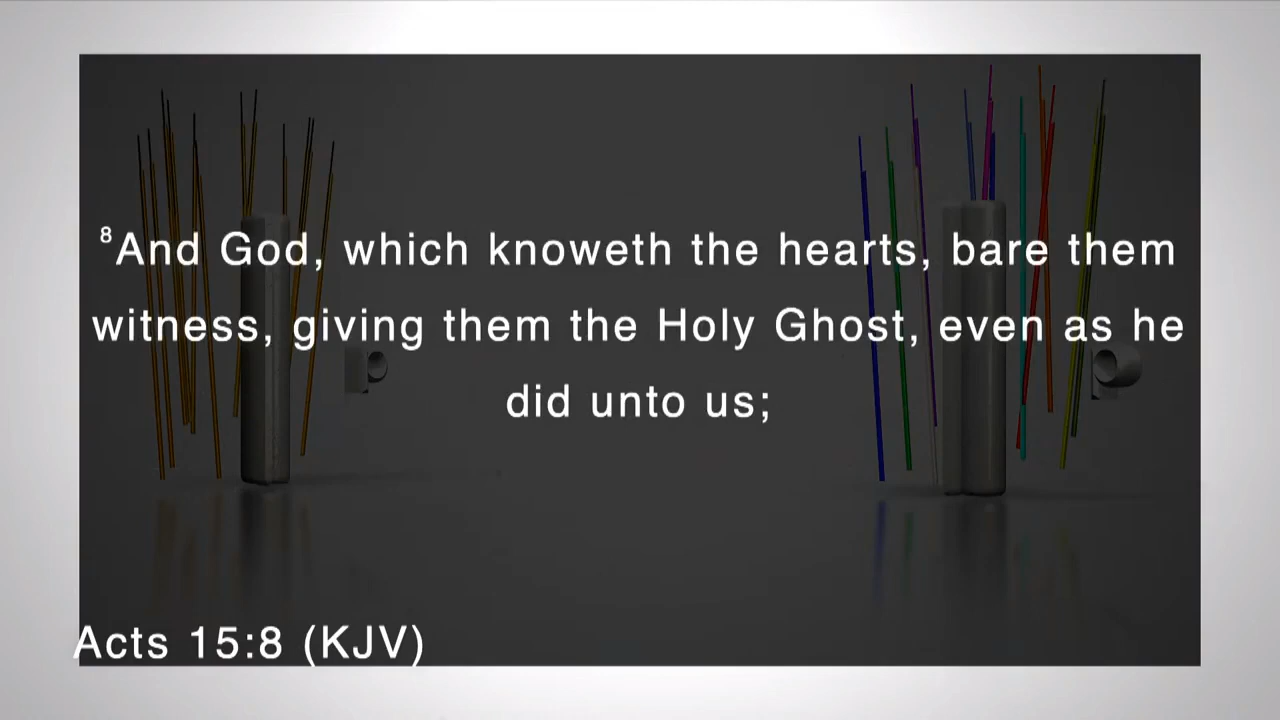 ⁸And God, which knoweth the hearts, bare them
witness, giving them the Holy Ghost, even as he
did unto us;
Acts 15:8 (KJV)